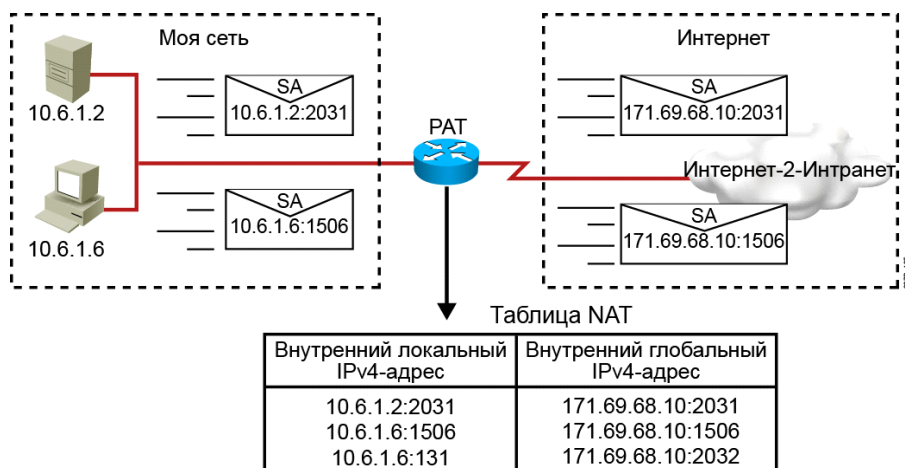 Моя сеть
Интернет
10.6.1.2
SA
10.6.1.2:2031
SA
171.69.68.10:2031
PAT
Интернет-2-Интранет
10.6.1.6
SA
10.6.1.6:1506
SA
171.69.68.10:1506
Таблица NAT
Внутренний локальный
IPv4-адрес
Внутренний глобальный
IPv4-адрес
10.6.1.2:2031
171.69.68.10:2031
10.6.1.6:1506
171.69.68.10:1506
10.6.1.6:131
171.69.68.10:2032